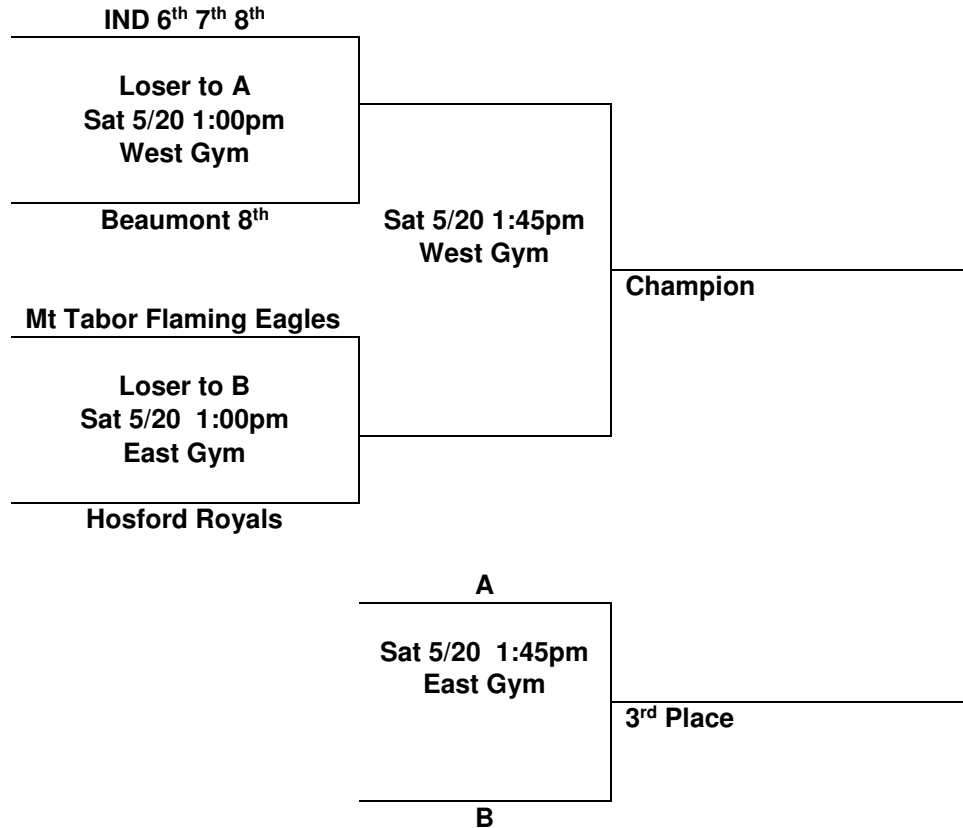 IND 6th 7th 8th
Loser to A
Sat 5/20 1:00pm
West Gym
Beaumont 8th
Sat 5/20 1:45pm
West Gym
Champion
Mt Tabor Flaming Eagles
Loser to B
Sat 5/20  1:00pm
East Gym
Hosford Royals
A
Sat 5/20  1:45pm
East Gym
3rd Place
B